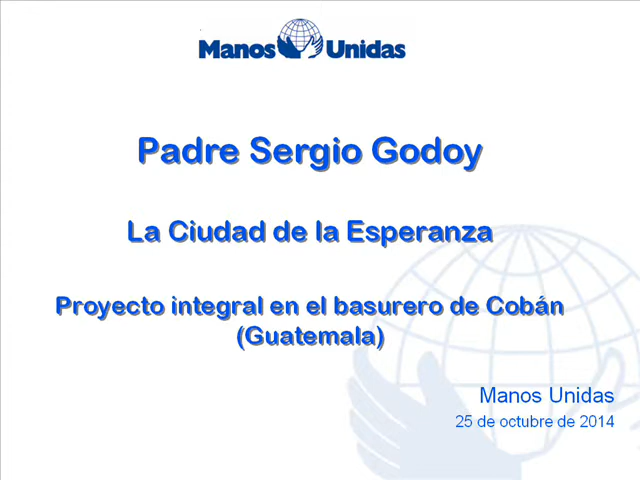 Manos Unidas
Padre Sergio Godoy
La Ciudad de la Esperanza
Proyecto integral en el basurero de Cobán
(Guatemala)
Manos Unidas
25 de octubre de 2014